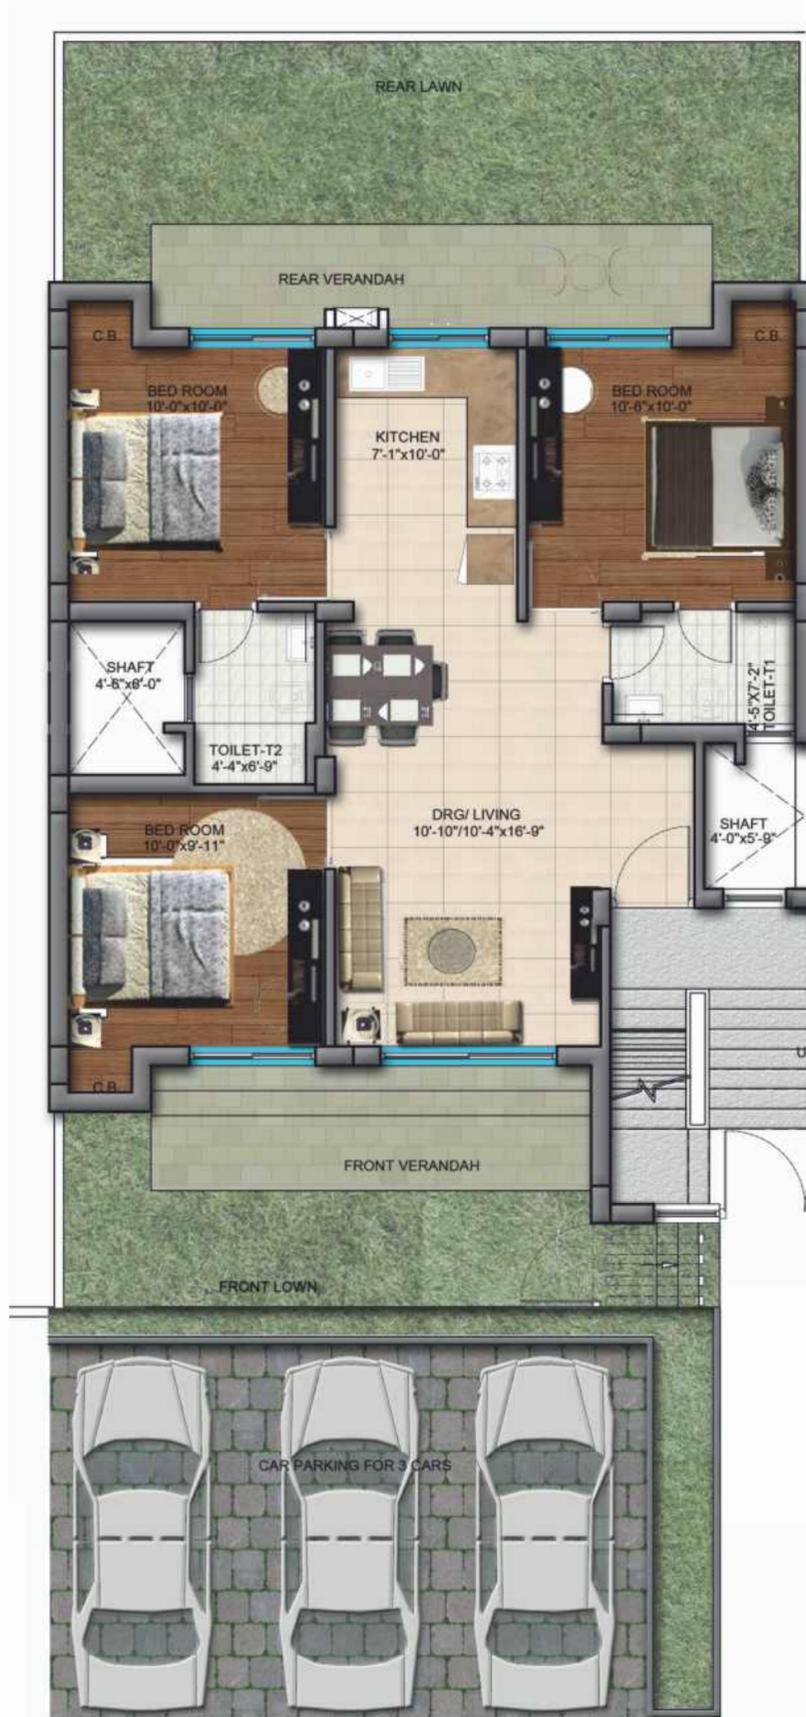 REAR LAWN
REAR VERANDAH
C.B.
C.B.
BED ROOM
10'-0"x10'-0"
BED ROOM
10'-6"x10'-0"
KITCHEN
7'-1"x10'-0"
SHAFT
4'-6"x6'-0"
4'-5"X7'-2"
TOILET-T1
TOILET-T2
4'-4"x6'-9"
DRG/ LIVING
10'-10"/10'-4"x16'-9"
BED ROOM
10'-0"x9'-11"
SHAFT
4'-0"x5'-9"
U
C.B.
FRONT VERANDAH
FRONT LOWN
CAR PARKING FOR 3 CARS